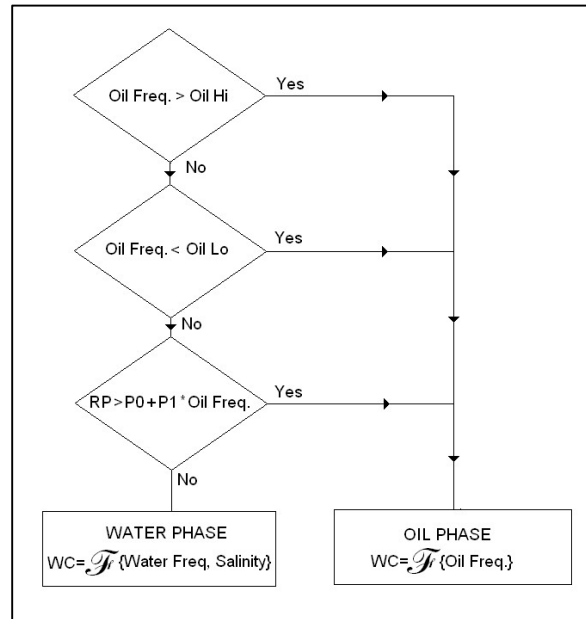 Oil Freq. > Oil Hi
Yes
No
Oil Freq. < Oil Lo
Yes
No
RP>P0+P1*Oil Freq.
Yes
No
WATER PHASE
WC=ℱ{Water Freq, Salinity}
OIL PHASE
WC=ℱ{Oil Freq.}